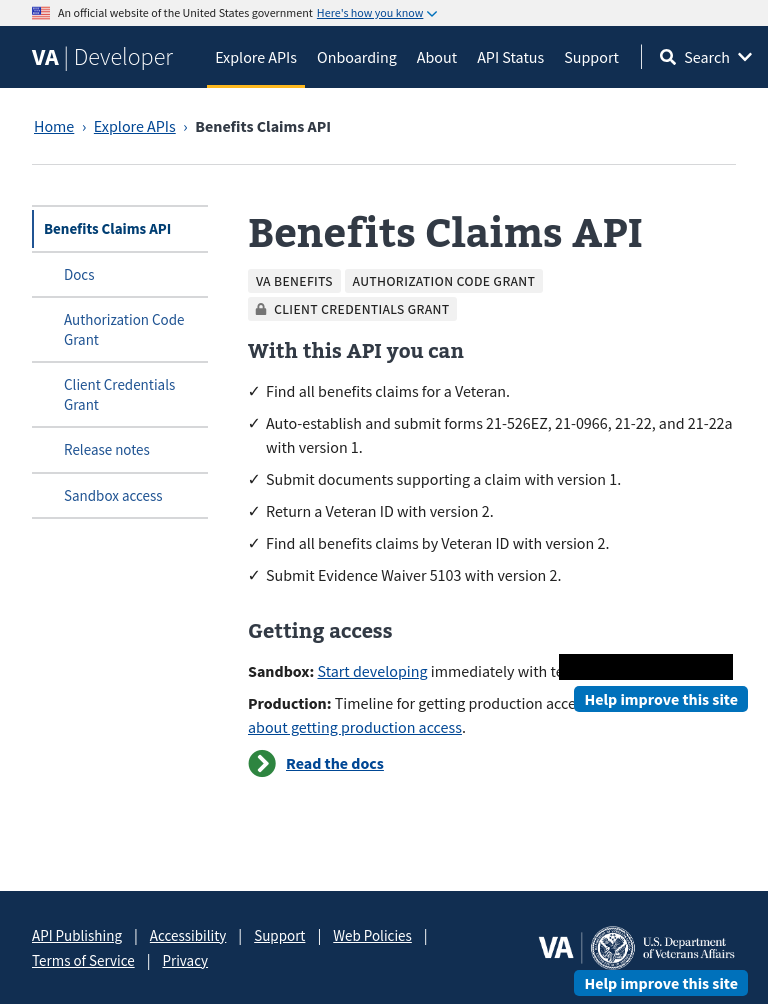 An official website of the United States government Here's how you know
VA | Developer
Explore APIs
Onboarding
About
API Status
Support
Search
Home › Explore APIs › Benefits Claims API
Benefits Claims API
Docs
Authorization Code
Grant
Client Credentials
Grant
Release notes
Sandbox access
Benefits Claims API
VA BENEFITS
AUTHORIZATION CODE GRANT
CLIENT CREDENTIALS GRANT
With this API you can
✓ Find all benefits claims for a Veteran.
✓ Auto-establish and submit forms 21-526EZ, 21-0966, 21-22, and 21-22a
with version 1.
✓ Submit documents supporting a claim with version 1.
✓ Return a Veteran ID with version 2.
✓ Find all benefits claims by Veteran ID with version 2.
✓ Submit Evidence Waiver 5103 with version 2.
Getting access
Sandbox: Start developing immediately with
Production: Timeline for getting production
Help improve this site
about getting production access.
Read the docs
API Publishing | Accessibility | Support | Web Policies |
Terms of Service | Privacy
VA
U.S. Department
of Veterans Affairs
Help improve this site